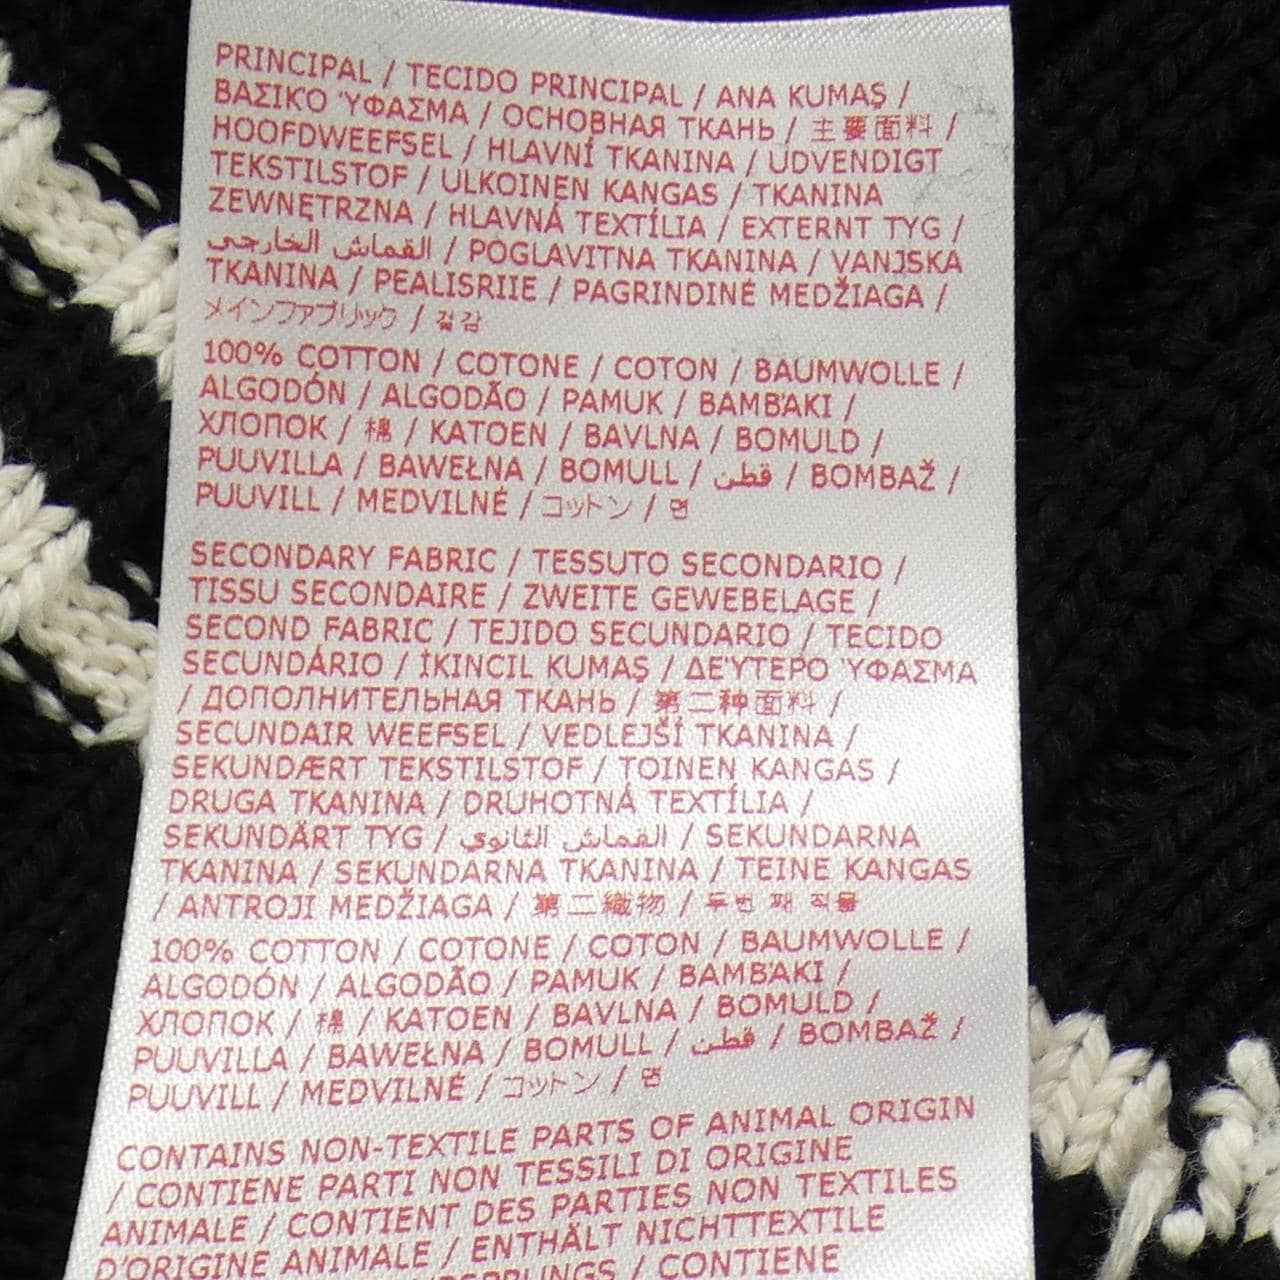 PRINCIPAL / TECIDO PRINCIPAL / ANA KUMAŞ /
ΒΑΣΙΚΌ ΎΦΑΣΜΑ / ОСНОВНАЯ ТКАНЬ / 主要面料 /
HOOFDWEEFSEL / HLAVNÍ TKANINA / UDVENDIGT
TEKSTILSTOF / ULKOINEN KANGAS / TKANINA
ZEWNĘTRZNA / HLAVNÁ TEXTÍLIA / EXTERNT TYG /
القماش الخارجي / POGLAVITNA TKANINA / VANJSKA
TKANINA / PEALISRIIE / PAGRINDINĖ MEDŽIAGA /
メインファブリック / 겉감
100% COTTON / COTONE / COTON / BAUMWOLLE /
ALGODÓN / ALGODÃO / PAMUK / ΒΑΜΒΆΚΙ /
ХЛОПОК / 棉 / KATOEN / BAVLNA / BOMULD /
PUUVILLA / BAWEŁNA / BOMULL / قطن / BOMBAŽ /
PUUVILL / MEDVILNĖ / コットン / 면
SECONDARY FABRIC / TESSUTO SECONDARIO /
TISSU SECONDAIRE / ZWEITE GEWEBELAGE /
SECOND FABRIC / TEJIDO SECUNDARIO / TECIDO
SECUNDÁRIO / İKINCIL KUMAŞ / ΔΕΎΤΕΡΟ ΎΦΑΣΜΑ
/ ДОПОЛНИТЕЛЬНАЯ ТКАНЬ / 第二种面料 /
SECUNDAIR WEEFSEL / VEDLEJŠÍ TKANINA /
SEKUNDÆRT TEKSTILSTOF / TOINEN KANGAS /
DRUGA TKANINA / DRUHOTNÁ TEXTÍLIA /
SEKUNDÄRT TYG / القماش الثانوي / SEKUNDARNA
TKANINA / SEKUNDARNA TKANINA / TEINE KANGAS
/ ANTROJI MEDŽIAGA / 第二織物 / 두번 째 직물
100% COTTON / COTONE / COTON / BAUMWOLLE /
ALGODÓN / ALGODÃO / PAMUK / ΒΑΜΒΆΚΙ /
ХЛОПОК / 棉 / KATOEN / BAVLNA / BOMULD /
PUUVILLA / BAWEŁNA / BOMULL / قطن / BOMBAŽ /
PUUVILL / MEDVILNĖ / コットン / 면
CONTAINS NON-TEXTILE PARTS OF ANIMAL ORIGIN
/ CONTIENE PARTI NON TESSILI DI ORIGINE
ANIMALE / CONTIENT DES PARTIES NON TEXTILES
D'ORIGINE ANIMALE / ENTHÄLT NICHTTEXTILE
/ CONTIENE